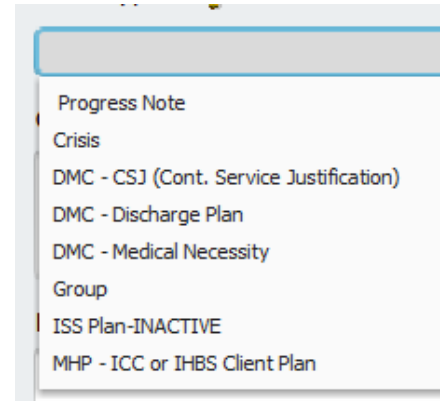 Progress Note
Crisis
DMC - CSJ (Cont. Service Justification)
DMC - Discharge Plan
DMC - Medical Necessity
Group
ISS Plan-INACTIVE
MHP - ICC or IHBS Client Plan